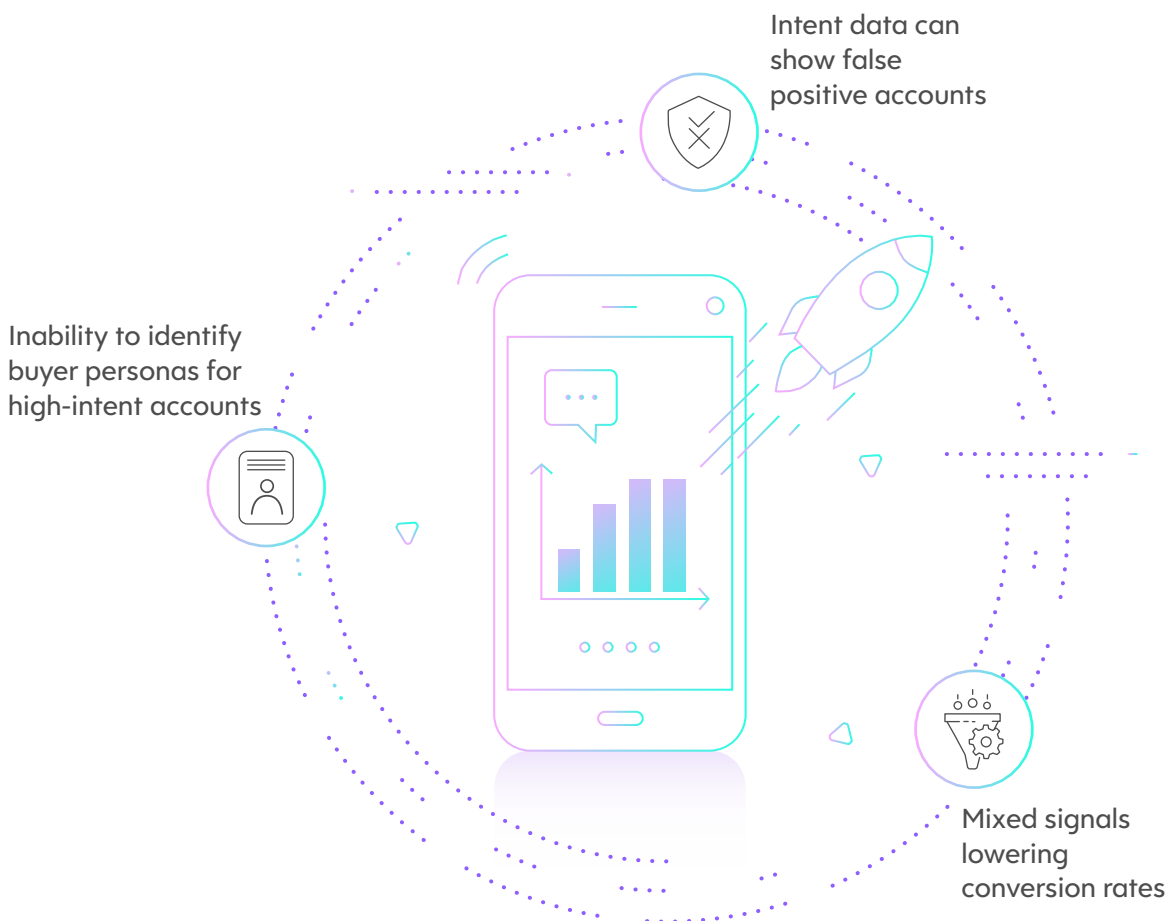 Intent data can
show false
positive accounts
Inability to identify
buyer personas for
high-intent accounts
Mixed signals
lowering
conversion rates